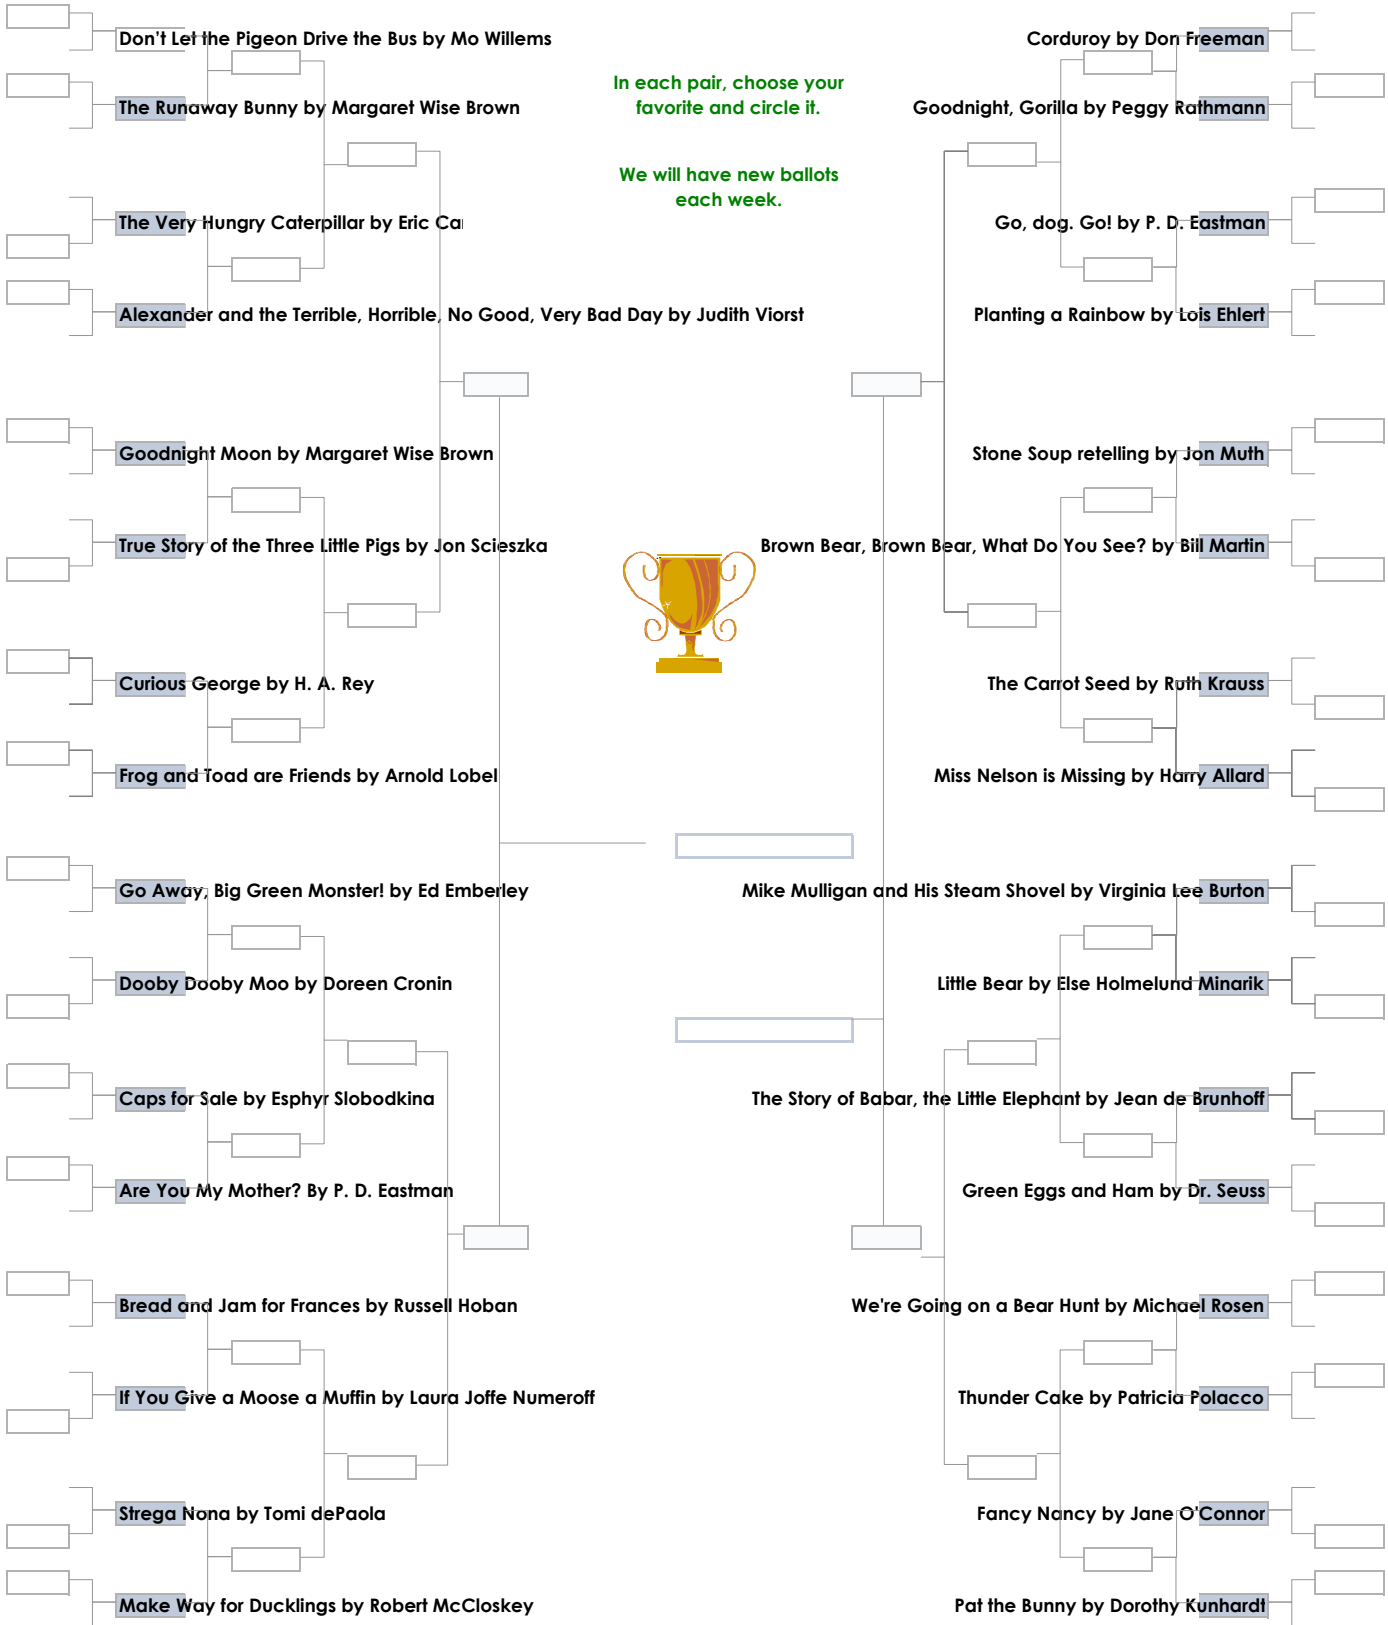 Don't Let the Pigeon Drive the Bus by Mo Willems
The Runaway Bunny by Margaret Wise Brown
The Very Hungry Caterpillar by Eric Ca
Alexander and the Terrible, Horrible, No Good, Very Bad Day by Judith Viorst
Goodnight Moon by Margaret Wise Brown
True Story of the Three Little Pigs by Jon Scieszka
Curious George by H. A. Rey
Frog and Toad are Friends by Arnold Lobel
Go Away, Big Green Monster! by Ed Emberley
Dooby Dooby Moo by Doreen Cronin
Caps for Sale by Esphyr Slobodkina
Are You My Mother? By P. D. Eastman
Bread and Jam for Frances by Russell Hoban
If You Give a Moose a Muffin by Laura Joffe Numeroff
Strega Nona by Tomi dePaola
Make Way for Ducklings by Robert McCloskey
In each pair, choose your
favorite and circle it.
We will have new ballots
each week.
Corduroy by Don Freeman
Goodnight, Gorilla by Peggy Rathmann
Go, dog. Go! by P. D. Eastman
Planting a Rainbow by Lois Ehlert
Stone Soup retelling by Jon Muth
Brown Bear, Brown Bear, What Do You See? by Bill Martin
The Carrot Seed by Ruth Krauss
Miss Nelson is Missing by Harry Allard
Mike Mulligan and His Steam Shovel by Virginia Lee Burton
Little Bear by Else Holmelund Minarik
The Story of Babar, the Little Elephant by Jean de Brunhoff
Green Eggs and Ham by Dr. Seuss
We're Going on a Bear Hunt by Michael Rosen
Thunder Cake by Patricia Polacco
Fancy Nancy by Jane O'Connor
Pat the Bunny by Dorothy Kunhardt